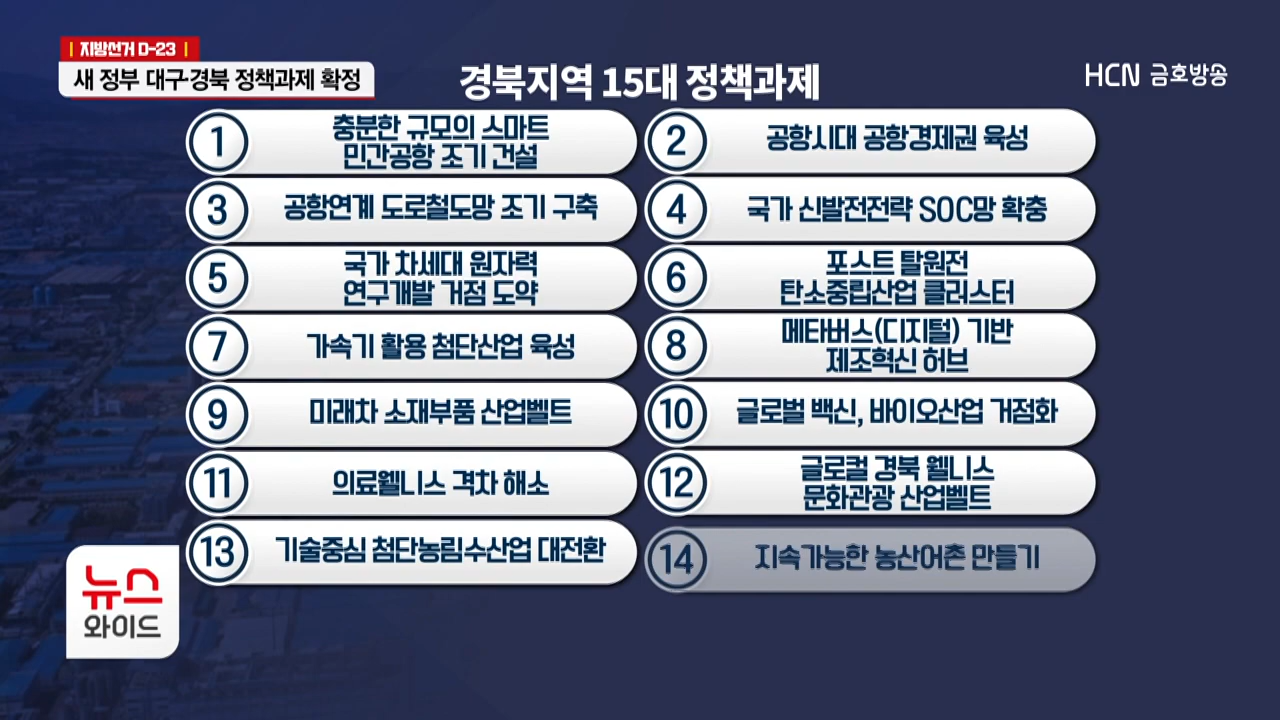 지방선거 D-23
새 정부 대구·경북 정책과제 확정
경북지역 15대 정책과제
HCN 금호방송
1 충분한 규모의 스마트
민간공항 조기 건설
2 공항시대 공항경제권 육성
3 공항연계 도로철도망 조기 구축
4 국가 신발전전략 SOC망 확충
5 국가 차세대 원자력
연구개발 거점 도약
6 포스트 탈원전
탄소중립산업 클러스터
7 가속기 활용 첨단산업 육성
8 메타버스(디지털) 기반
제조혁신 허브
9 미래차 소재부품 산업벨트
10 글로벌 백신, 바이오산업 거점화
11 의료웰니스 격차 해소
12 글로컬 경북 웰니스
문화관광 산업벨트
13 기술중심 첨단농림수산업 대전환
14 지속가능한 농산어촌 만들기
뉴스
와이드